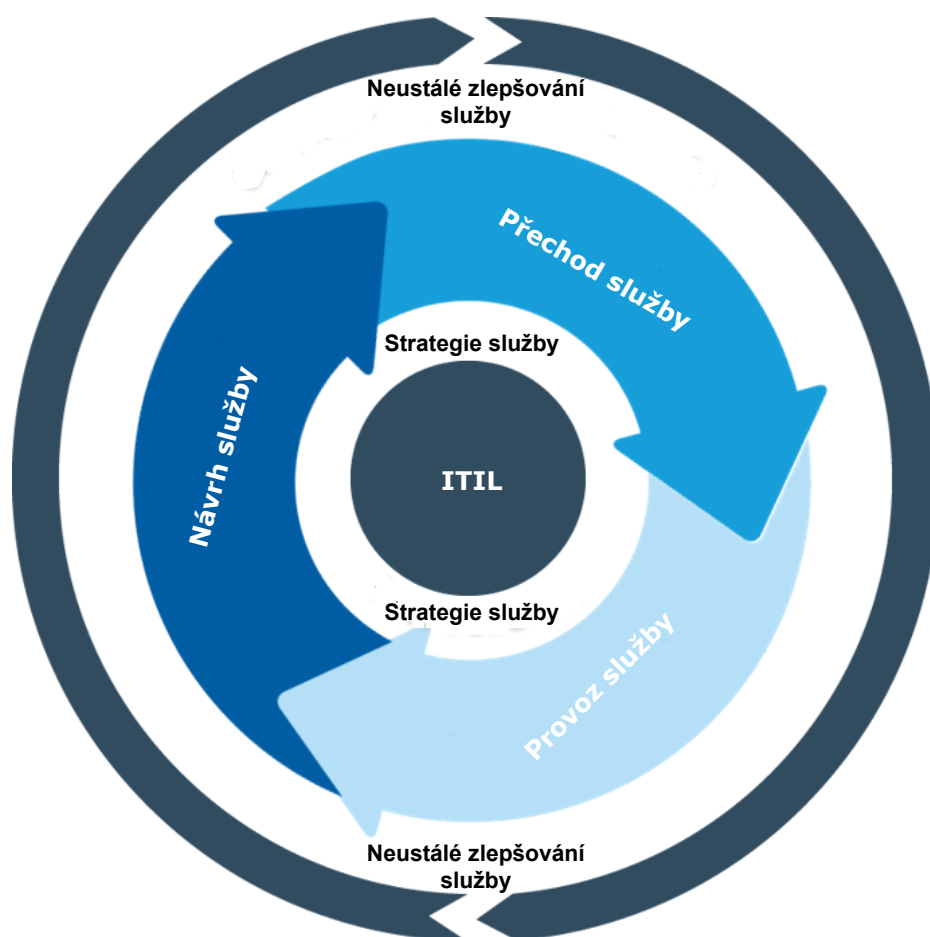 Neustálé zlepšování
služby
Přechod služby
Strategie služby
Návrh služby
ITIL
Strategie služby
Provoz služby
Neustálé zlepšování
služby